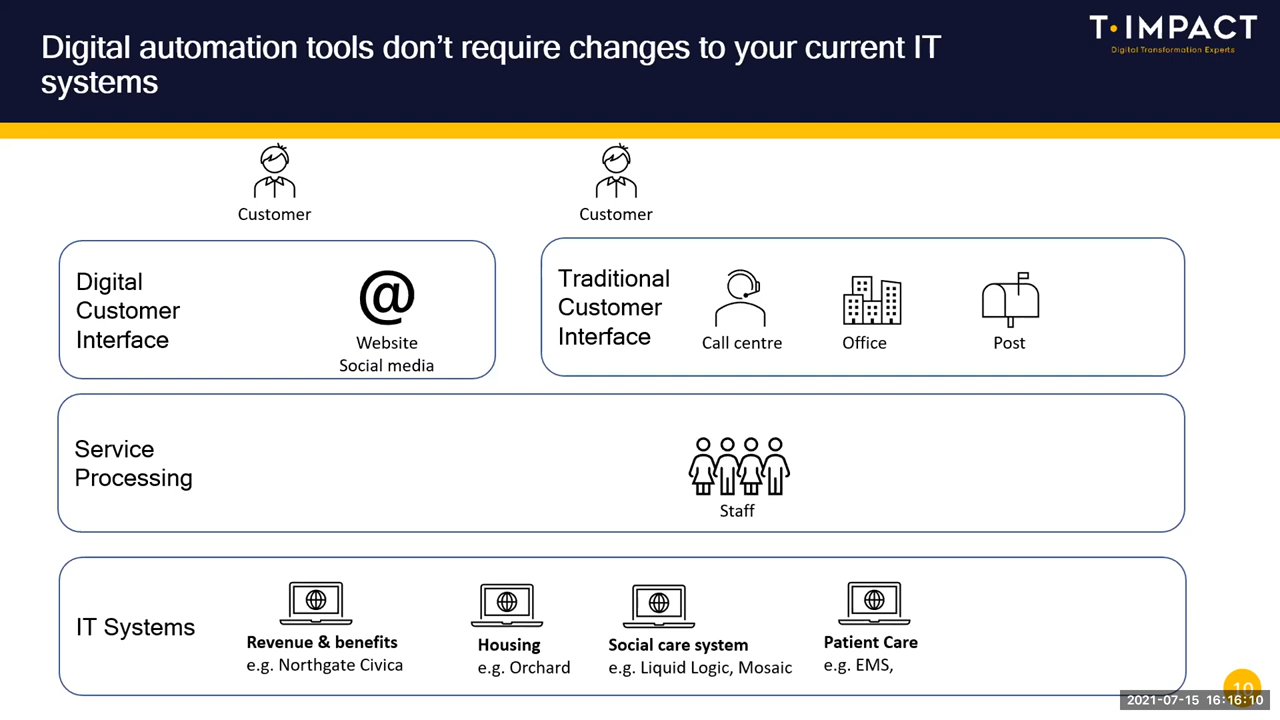 Digital automation tools don't require changes to your current IT
systems
T·IMPACT
Digital Transformation Experts
Customer
Customer
Digital
Customer
Interface
@
Website
Social media
Traditional
Customer
Interface
Call centre
Office
Post
Service
Processing
Staff
IT Systems
Revenue & benefits
e.g. Northgate Civica
Housing
e.g. Orchard
Social care system
e.g. Liquid Logic, Mosaic
Patient Care
e.g. EMS,
10
2021-07-15 16:16:10